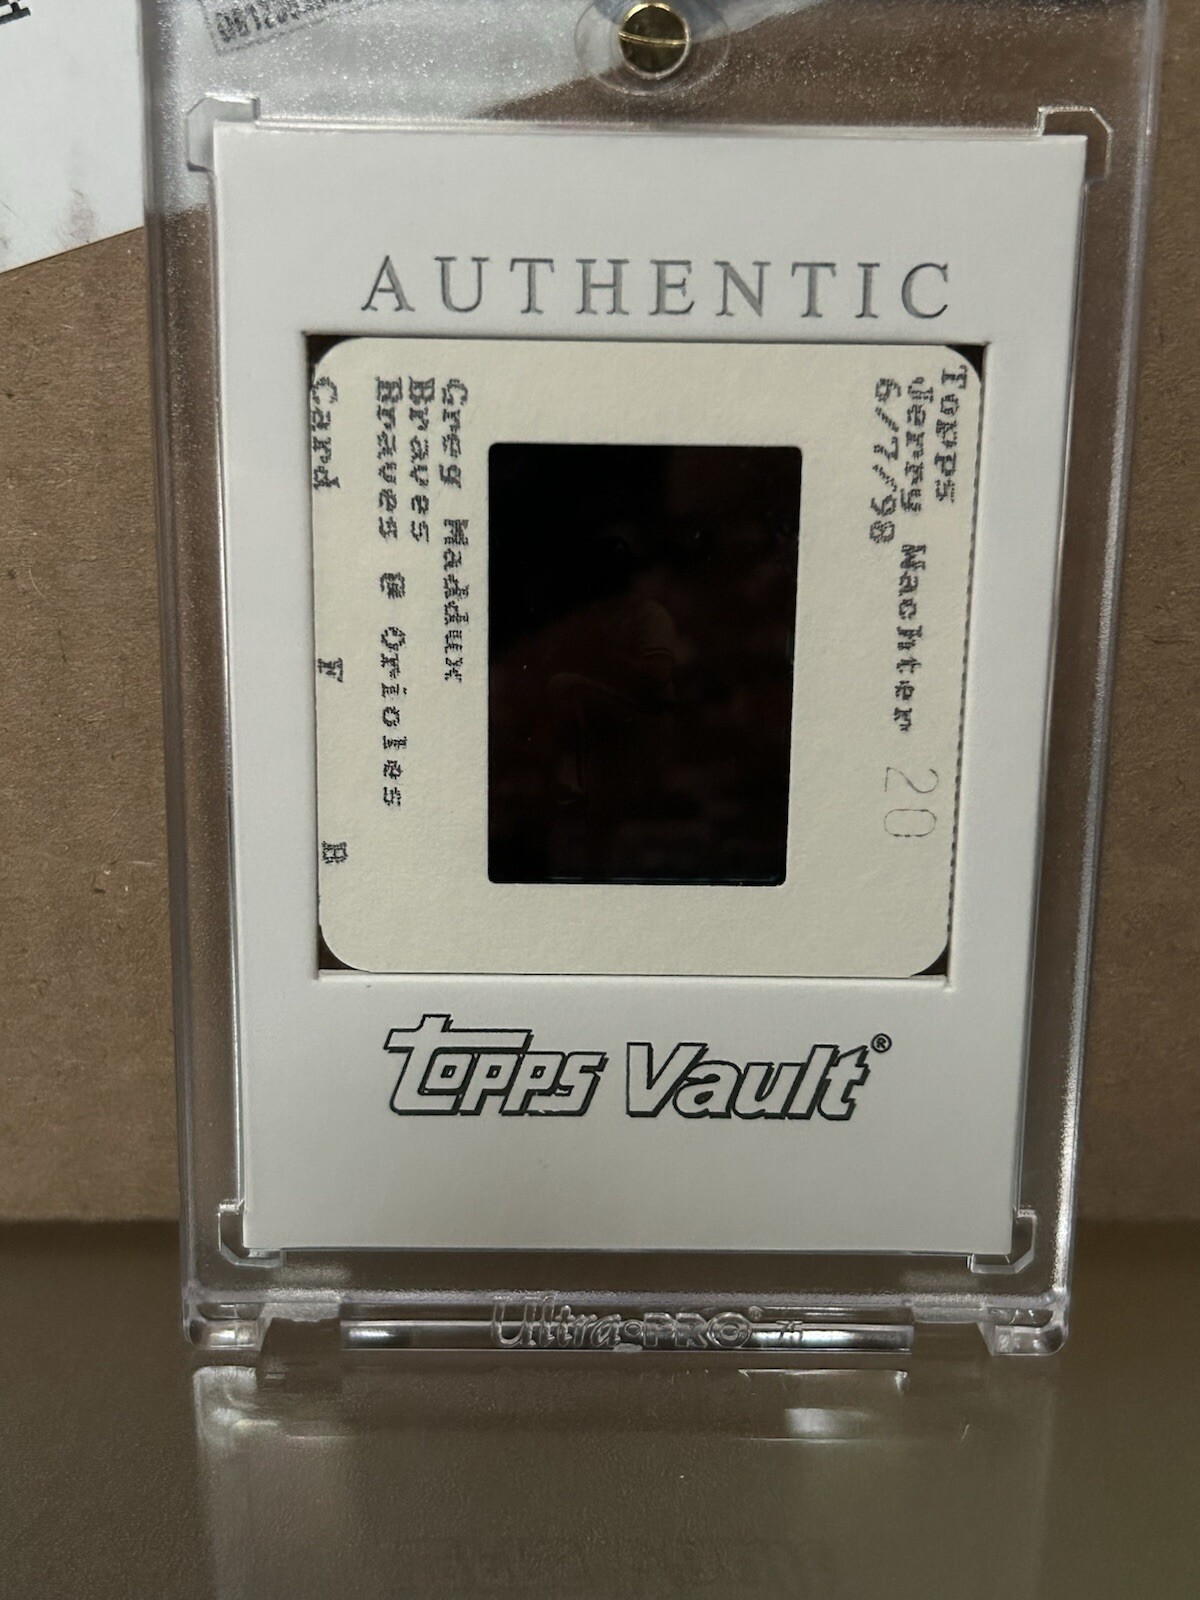 AUTHENTIC
Topps
Jerry Wachter
6/7/98
20
Greg Maddux
Braves
Braves @ Orioles
Card F B
Topps Vault®
Ultra·PRO®